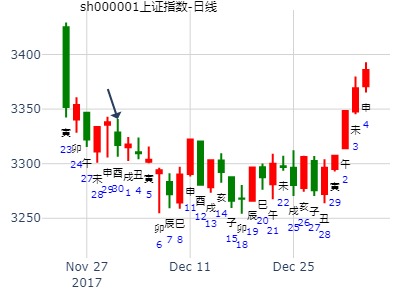 sh000001上证指数-日线
3400
3350
3300
3250
寅
23
卯
24
午
27
未
28
申
29
酉
30
戌
1
丑
4
寅
5
卯
6
辰
7
巳
8
申
11
酉
12
戌
13
亥
14
子
15
卯
18
辰
19
巳
20
午
21
未
22
戌
25
亥
26
子
27
丑
28
寅
29
午
2
未
3
申
4
Nov 27
2017
Dec 11
Dec 25